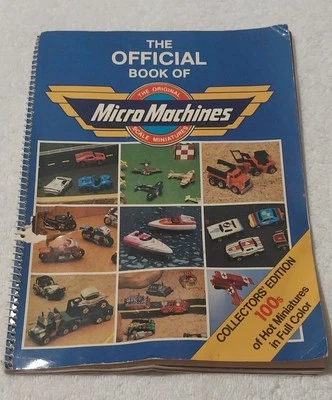 THE
OFFICIAL
BOOK OF
THE ORIGINAL
Micro Machines
SCALE MINIATURES
COLLECTORS' EDITION
100s
of Hot Miniatures
in Full Color